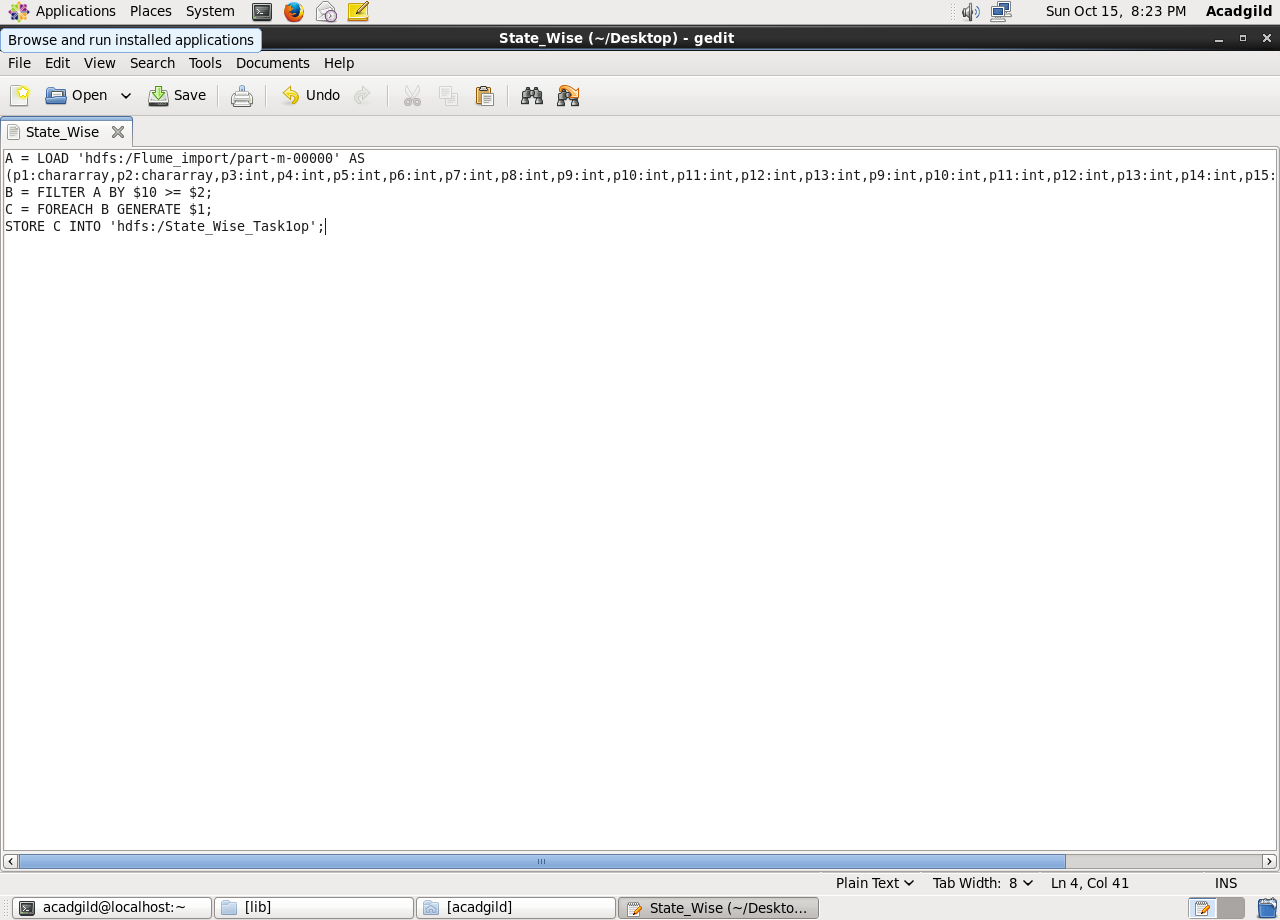 Applications Places System Sun Oct 15, 8:23 PM Acadgild
Browse and run installed applications State_Wise (~/Desktop) - gedit
File Edit View Search Tools Documents Help
Open Save Undo
State_Wise
A = LOAD 'hdfs:/Flume_import/part-m-00000' AS
(p1:chararray,p2:chararray,p3:int,p4:int,p5:int,p6:int,p7:int,p8:int,p9:int,p10:int,p11:int,p12:int,p13:int,p9:int,p10:int,p11:int,p12:int,p13:int,p14:int,p15:
B = FILTER A BY $10 >= $2;
C = FOREACH B GENERATE $1;
STORE C INTO 'hdfs:/State_Wise_Task1op';
Plain Text Tab Width: 8 Ln 4, Col 41 INS
acadgild@localhost:~ [lib] [acadgild] State_Wise (~/Deskto...